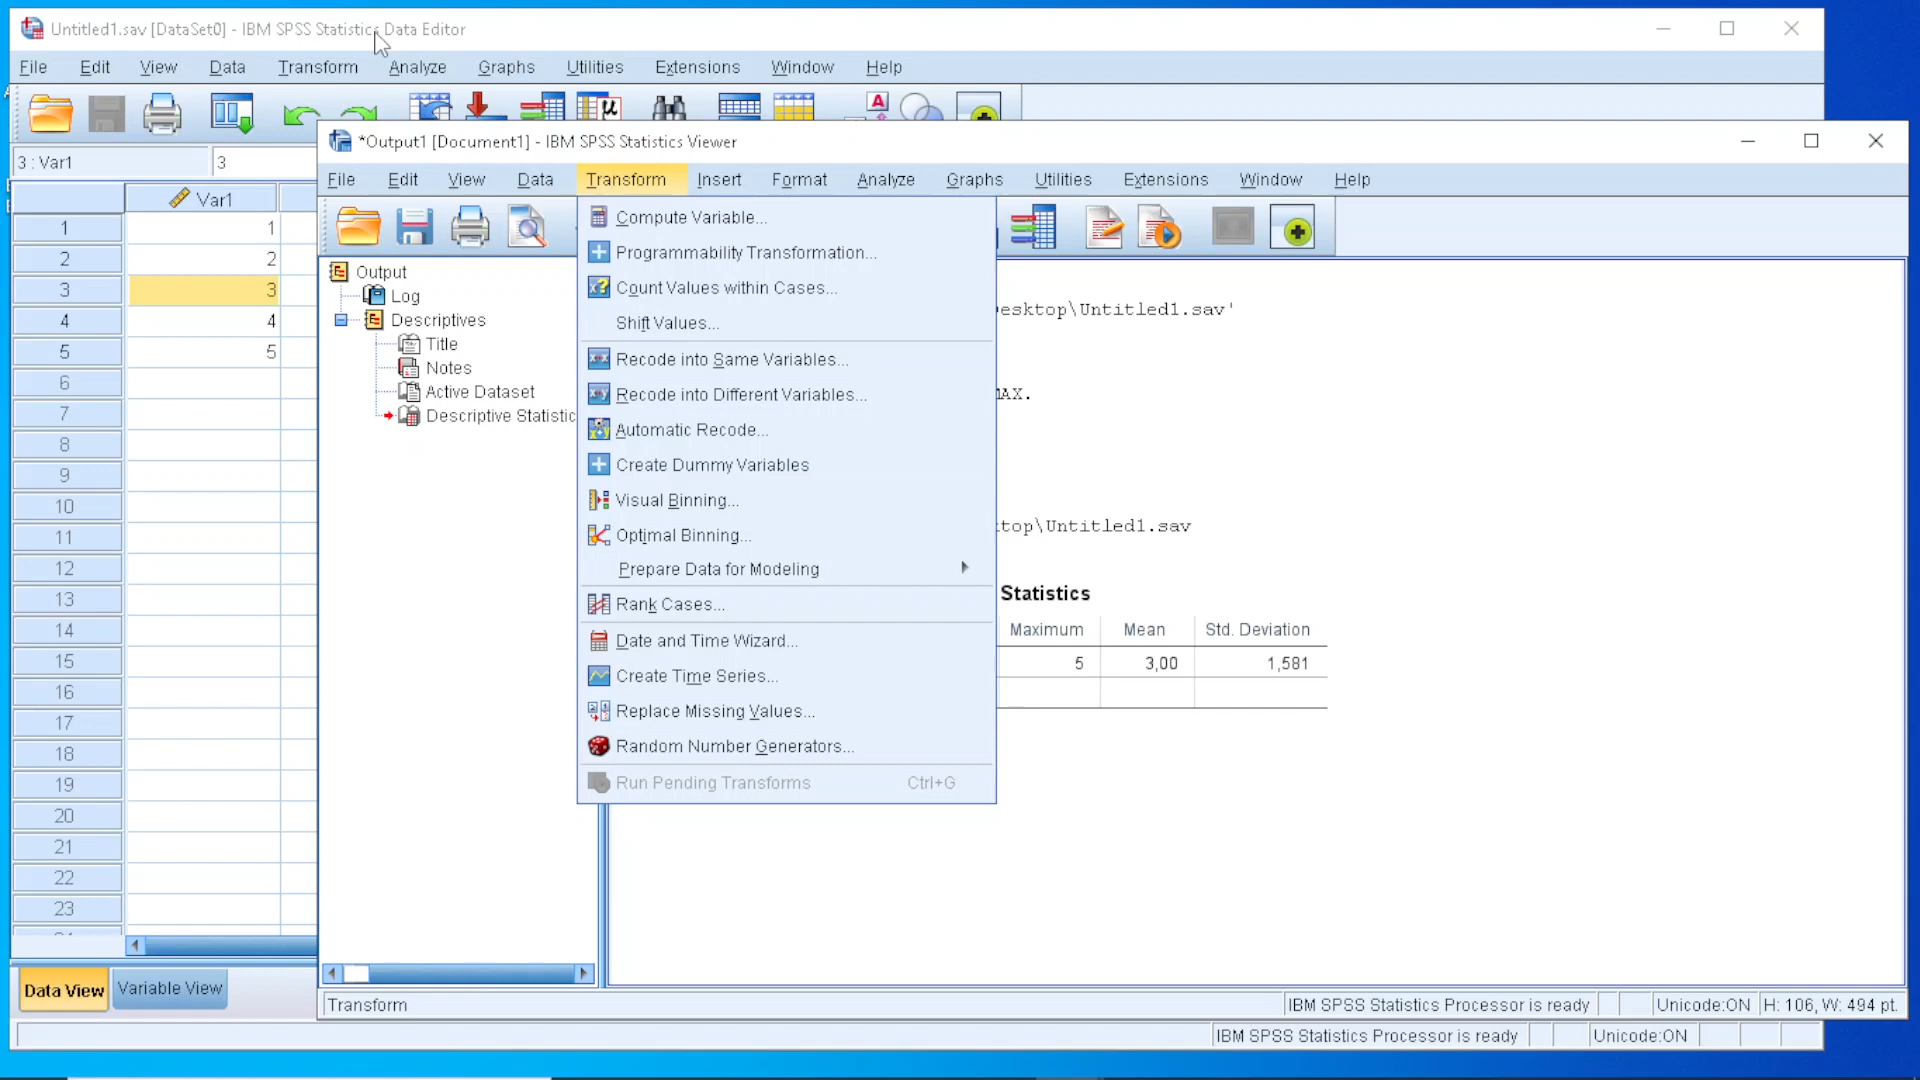 Untitled1.sav [DataSet0] - IBM SPSS Statistics Data Editor
File Edit View Data Transform Analyze Graphs Utilities Extensions Window Help
3 : Var1 3
Var1
1 1
2 2
3 3
4 4
5 5
6
7
8
9
10
11
12
13
14
15
16
17
18
19
20
21
22
23
Data View Variable View
*Output1 [Document1] - IBM SPSS Statistics Viewer
File Edit View Data Transform Insert Format Analyze Graphs Utilities Extensions Window Help
Output
Log
Descriptives
Title
Notes
Active Dataset
Descriptive Statistic
Compute Variable...
Programmability Transformation...
Count Values within Cases...
Shift Values...
Recode into Same Variables...
Recode into Different Variables...
Automatic Recode...
Create Dummy Variables
Visual Binning...
Optimal Binning...
Prepare Data for Modeling
Rank Cases...
Date and Time Wizard...
Create Time Series...
Replace Missing Values...
Random Number Generators...
Run Pending Transforms Ctrl+G
esktop\Untitled1.sav'
MAX.
top\Untitled1.sav
Statistics
Maximum Mean Std. Deviation
5 3,00 1,581
Transform IBM SPSS Statistics Processor is ready Unicode:ON H: 106, W: 494 pt.
IBM SPSS Statistics Processor is ready Unicode:ON